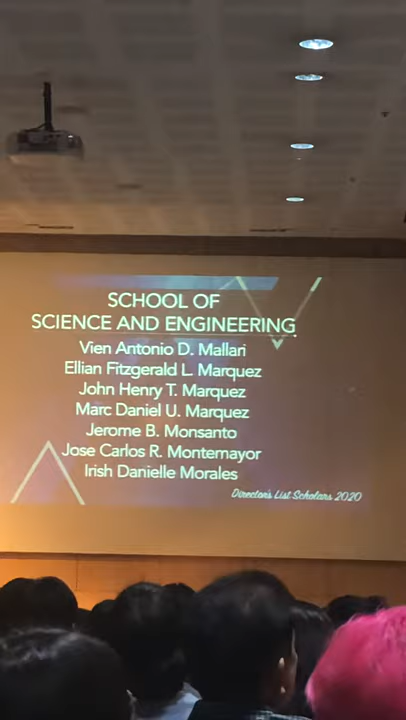 SCHOOL OF
SCIENCE AND ENGINEERING
Vien Antonio D. Mallari
Ellian Fitzgerald L. Marquez
John Henry T. Marquez
Marc Daniel U. Marquez
Jerome B. Monsanto
Jose Carlos R. Montemayor
Irish Danielle Morales
Director's List Scholars 2020